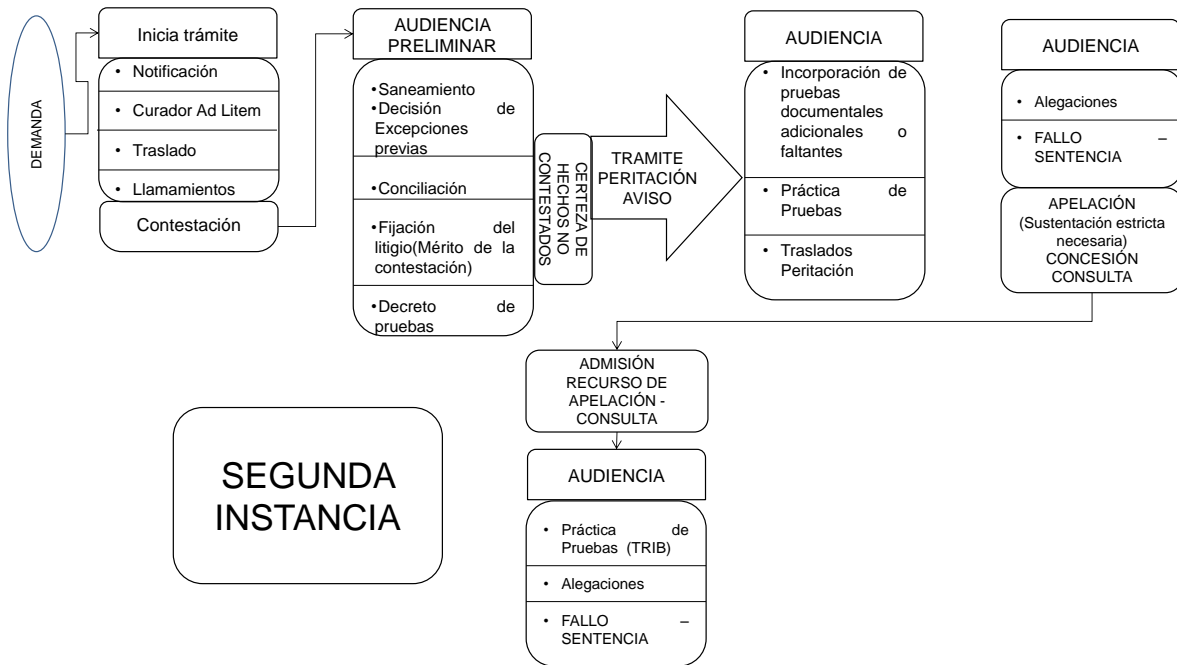 DEMANDA
Inicia trámite
• Notificación
• Curador Ad Litem
• Traslado
• Llamamientos
Contestación
AUDIENCIA
PRELIMINAR
•Saneamiento
•Decisión de
Excepciones
previas
•Conciliación
•Fijación del
litigio(Mérito de la
contestación)
•Decreto de
pruebas
CERTEZA DE
HECHOS NO
CONTESTADOS
TRAMITE
PERITACIÓN
AVISO
AUDIENCIA
• Incorporación de
pruebas
documentales
adicionales o
faltantes
• Práctica de
Pruebas
• Traslados
Peritación
AUDIENCIA
• Alegaciones
• FALLO –
SENTENCIA
APELACIÓN
(Sustentación estricta
necesaria)
CONCESIÓN
CONSULTA
ADMISIÓN
RECURSO DE
APELACIÓN -
CONSULTA
SEGUNDA
INSTANCIA
AUDIENCIA
• Práctica de
Pruebas (TRIB)
• Alegaciones
• FALLO –
SENTENCIA